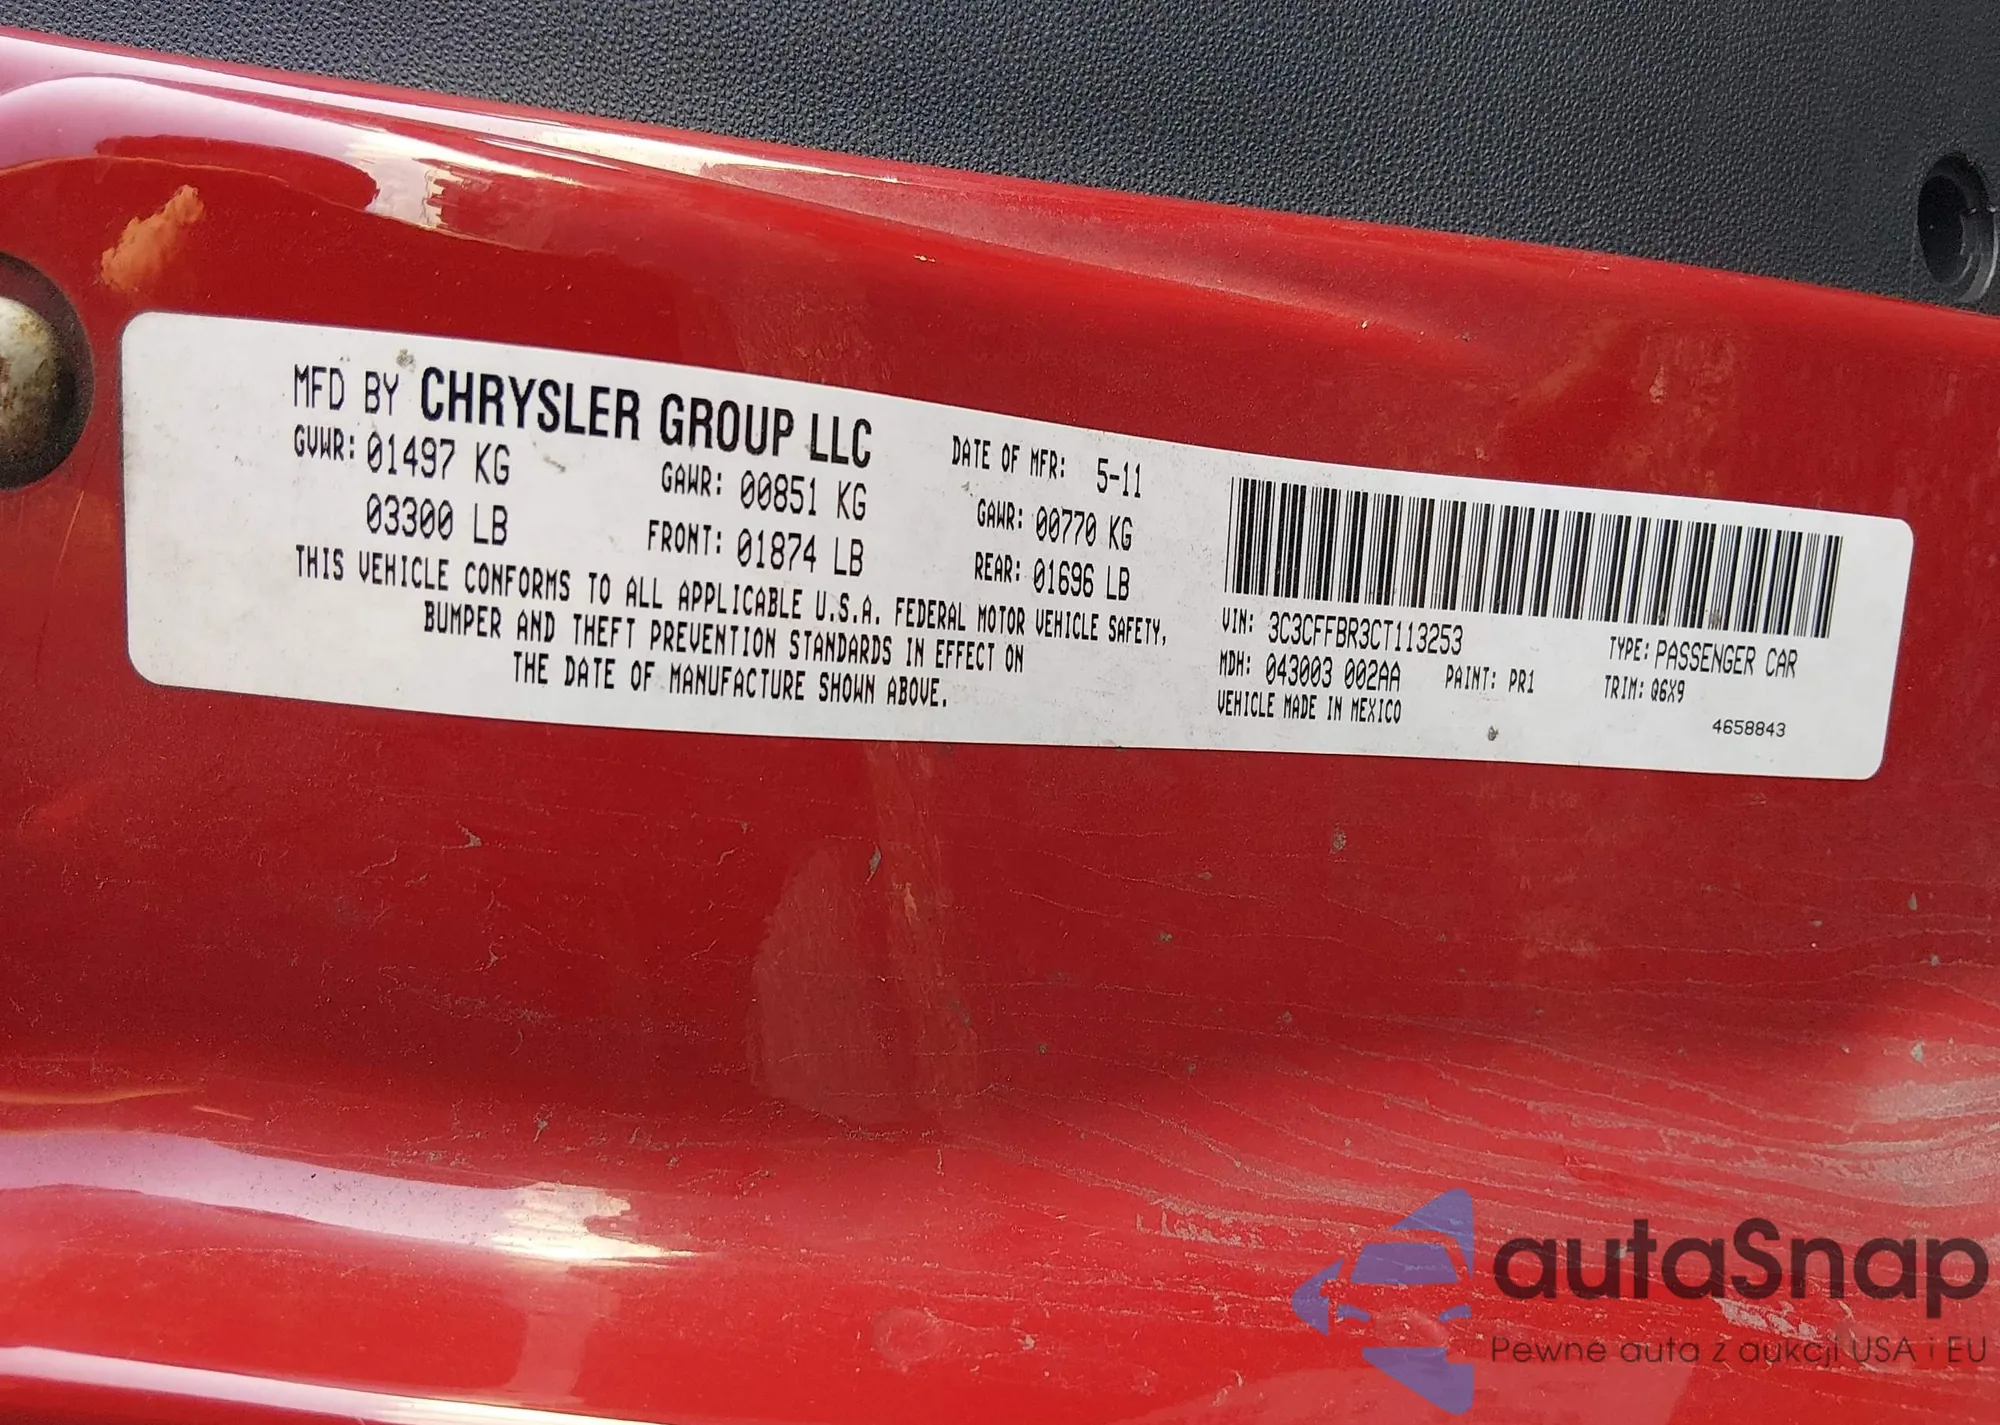 MFD BY CHRYSLER GROUP LLC
DATE OF MFR: 5-11
GVWR: 01497 KG
03300 LB
GAWR: 00851 KG
FRONT: 01874 LB
GAWR: 00770 KG
REAR: 01696 LB
THIS VEHICLE CONFORMS TO ALL APPLICABLE U.S.A. FEDERAL MOTOR VEHICLE SAFETY,
BUMPER AND THEFT PREVENTION STANDARDS IN EFFECT ON
THE DATE OF MANUFACTURE SHOWN ABOVE.
VIN: 3C3CFFBR3CT113253
TYPE: PASSENGER CAR
MDH: 043003 002AA
PAINT: PR1
TRIM: Q6X9
VEHICLE MADE IN MEXICO
4658843
autaSnap
Pewne auta z aukcji USA i EU